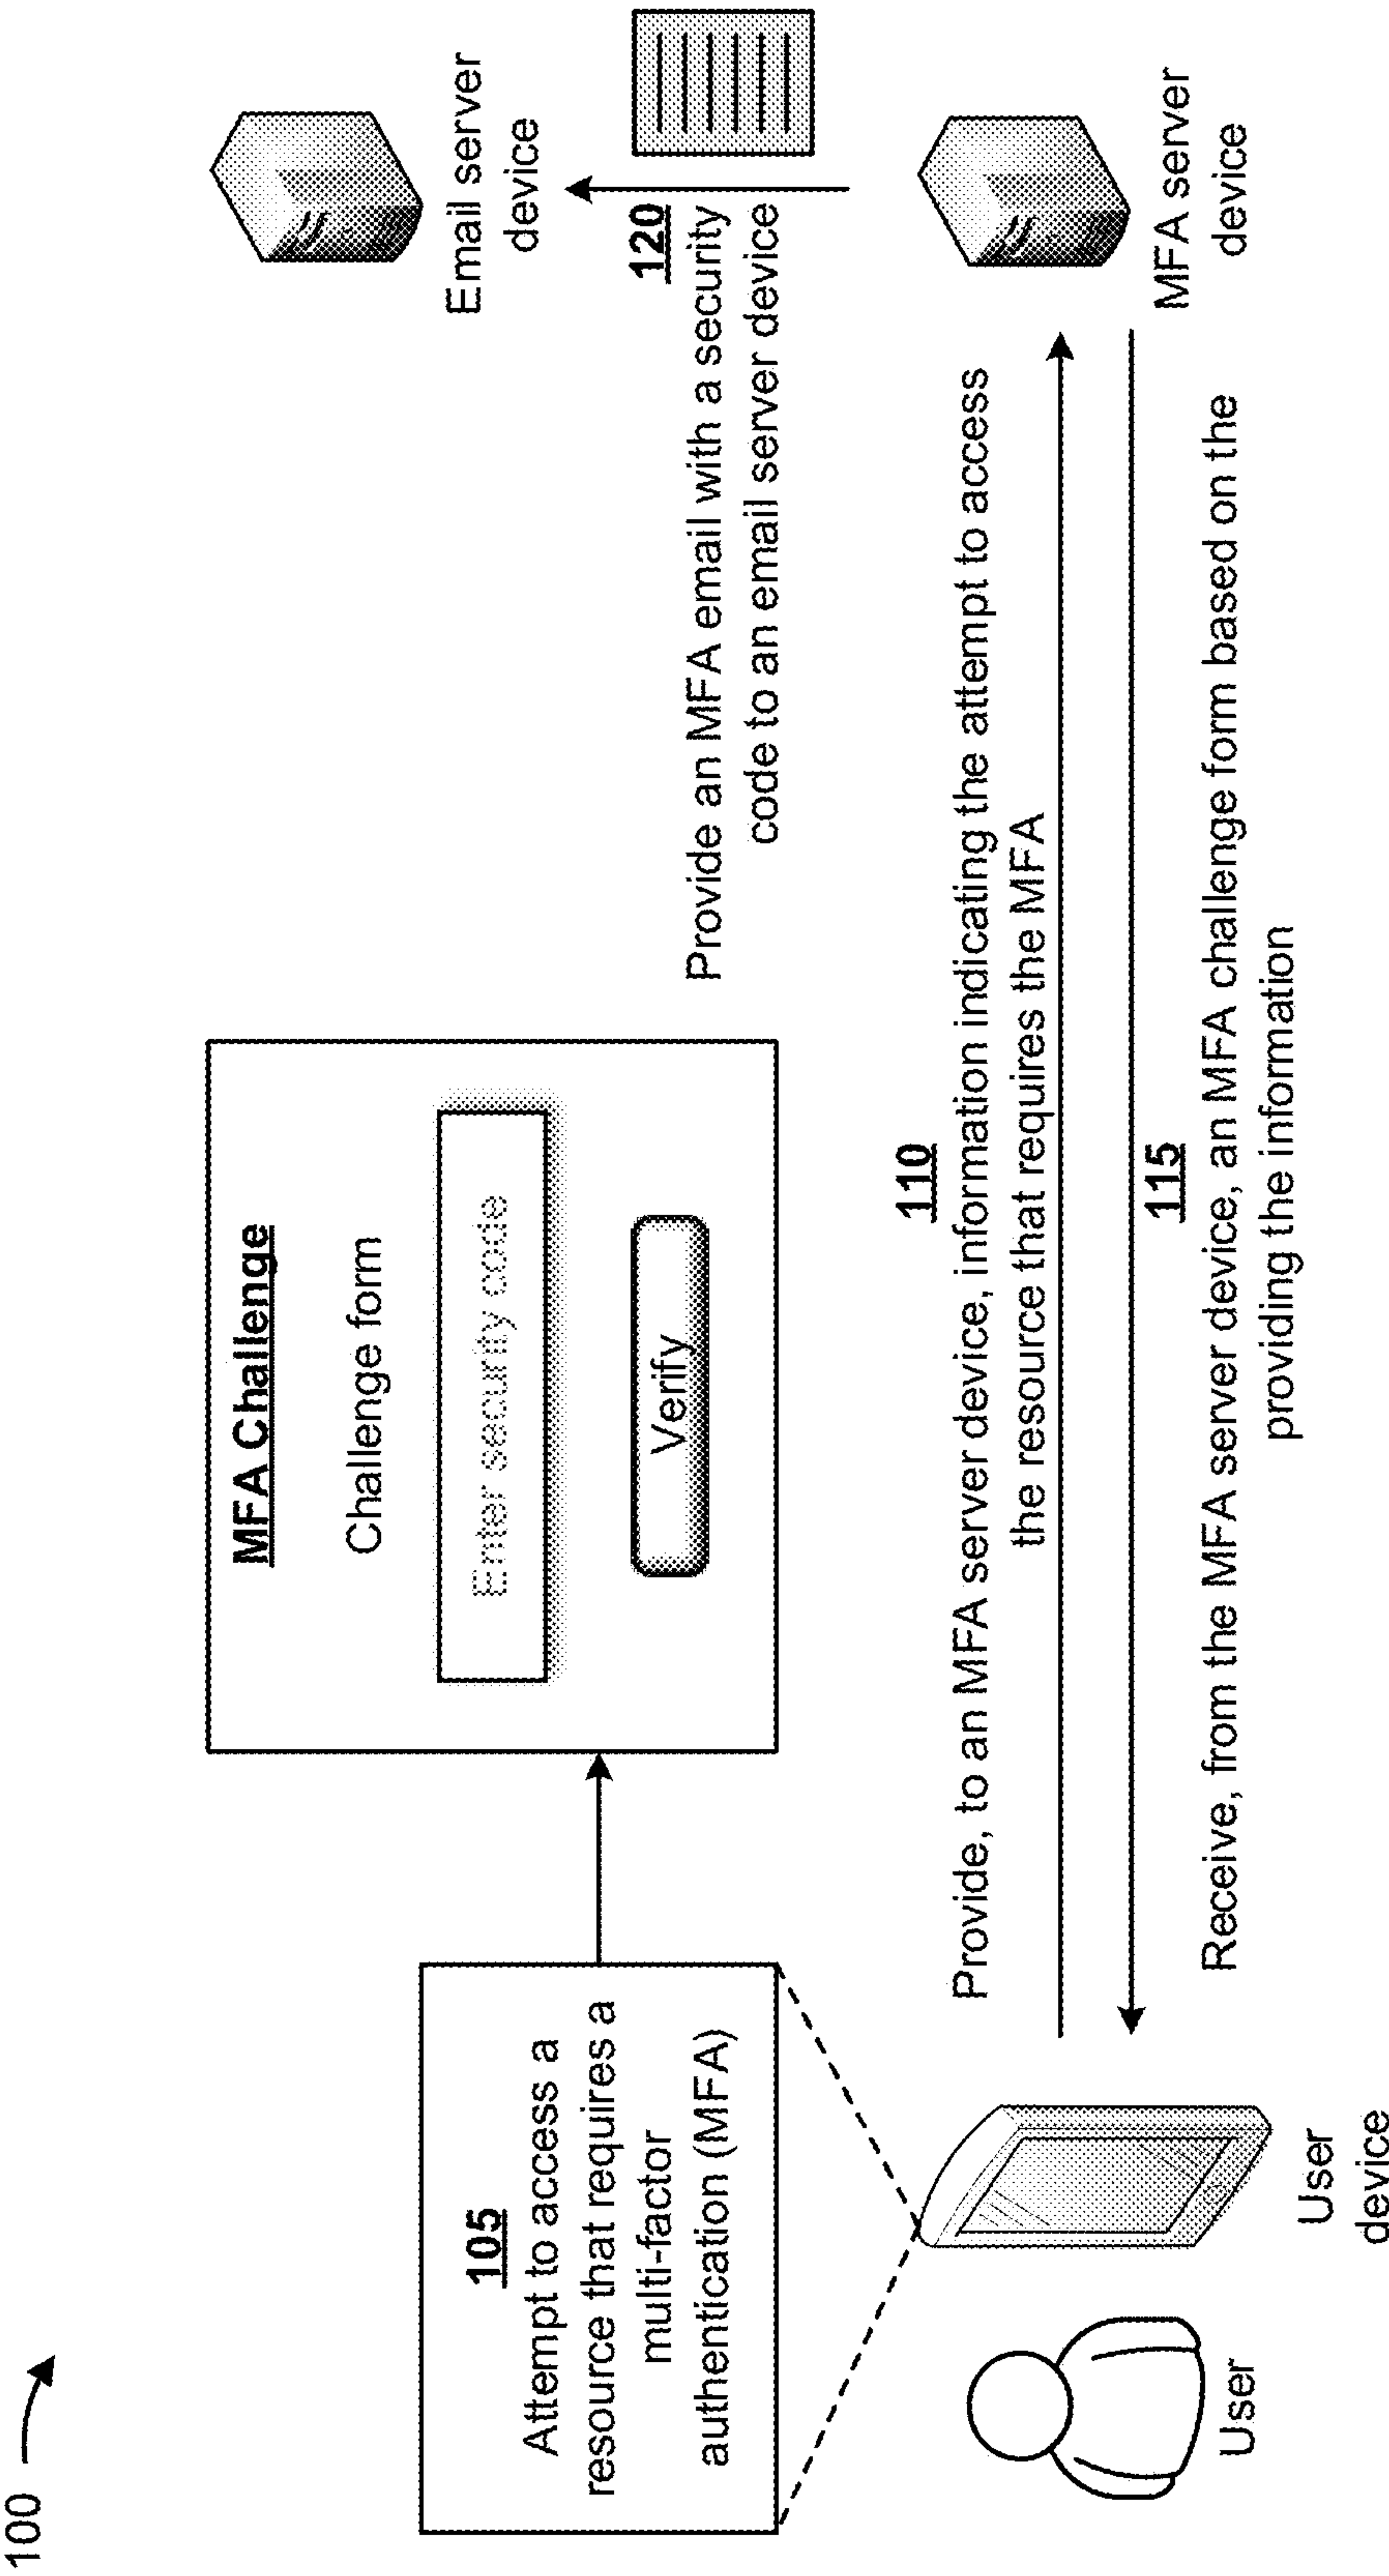 100
105
Attempt to access a
resource that requires a
multi-factor
authentication (MFA)
MFA Challenge
Challenge form
Enter security code
Verify
Email server
device
120
Provide an MFA email with a security
code to an email server device
110
Provide, to an MFA server device, information indicating the attempt to access
the resource that requires the MFA
115
Receive, from the MFA server device, an MFA challenge form based on the
providing the information
User
User
device
MFA server
device